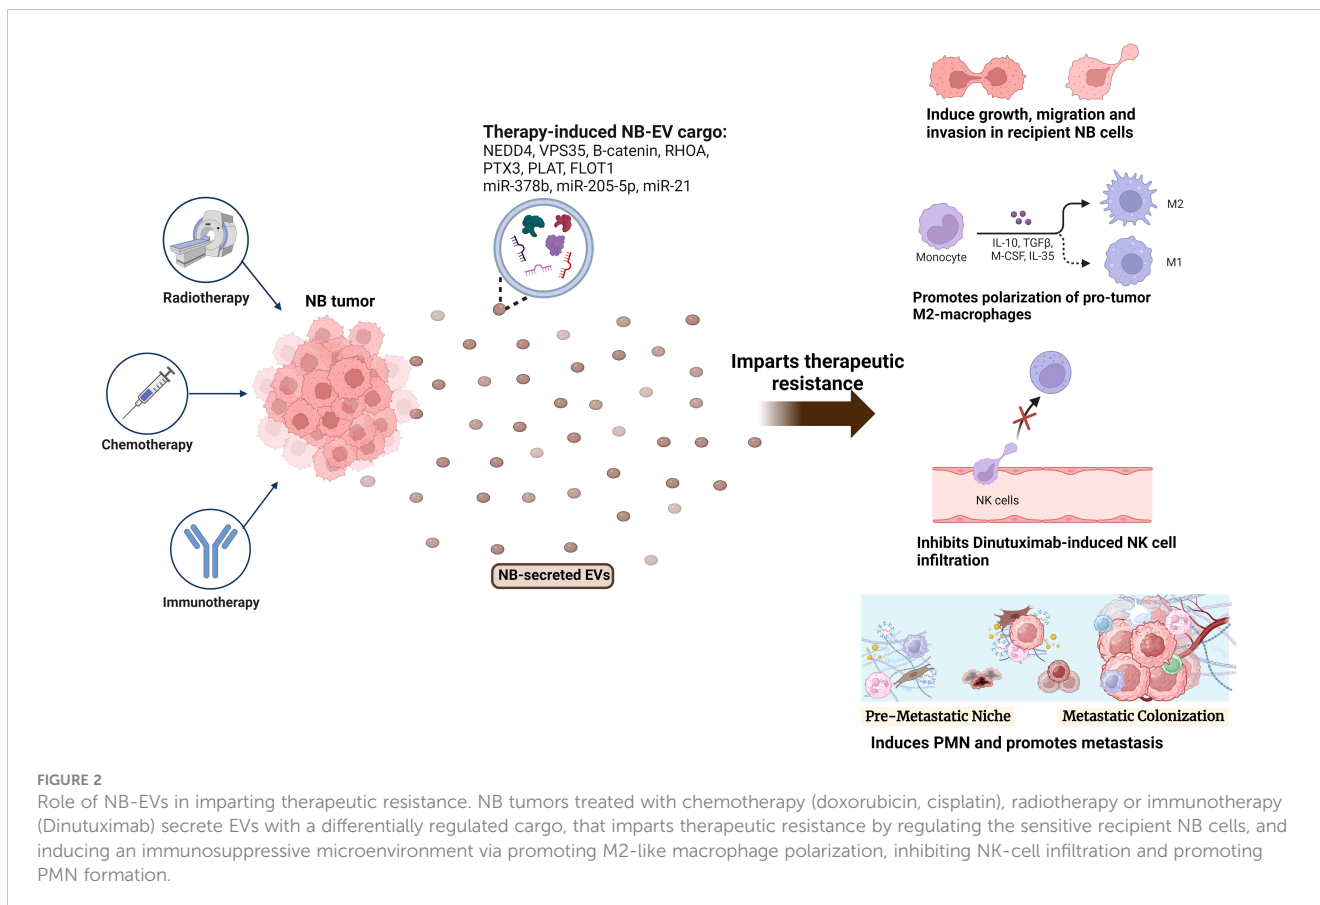 Therapy-induced NB-EV cargo:
NEDD4, VPS35, B-catenin, RHOA,
PTX3, PLAT, FLOT1
miR-378b, miR-205-5p, miR-21
Radiotherapy
Chemotherapy
Immunotherapy
NB tumor
NB-secreted EVs
Imparts therapeutic
resistance
Induce growth, migration and
invasion in recipient NB cells
Monocyte
IL-10, TGFβ,
M-CSF, IL-35
M2
M1
Promotes polarization of pro-tumor
M2-macrophages
NK cells
Inhibits Dinutuximab-induced NK cell
infiltration
Pre-Metastatic Niche
Metastatic Colonization
Induces PMN and promotes metastasis
FIGURE 2
Role of NB-EVs in imparting therapeutic resistance. NB tumors treated with chemotherapy (doxorubicin, cisplatin), radiotherapy or immunotherapy
(Dinutuximab) secrete EVs with a differentially regulated cargo, that imparts therapeutic resistance by regulating the sensitive recipient NB cells, and
inducing an immunosuppressive microenvironment via promoting M2-like macrophage polarization, inhibiting NK-cell infiltration and promoting
PMN formation.